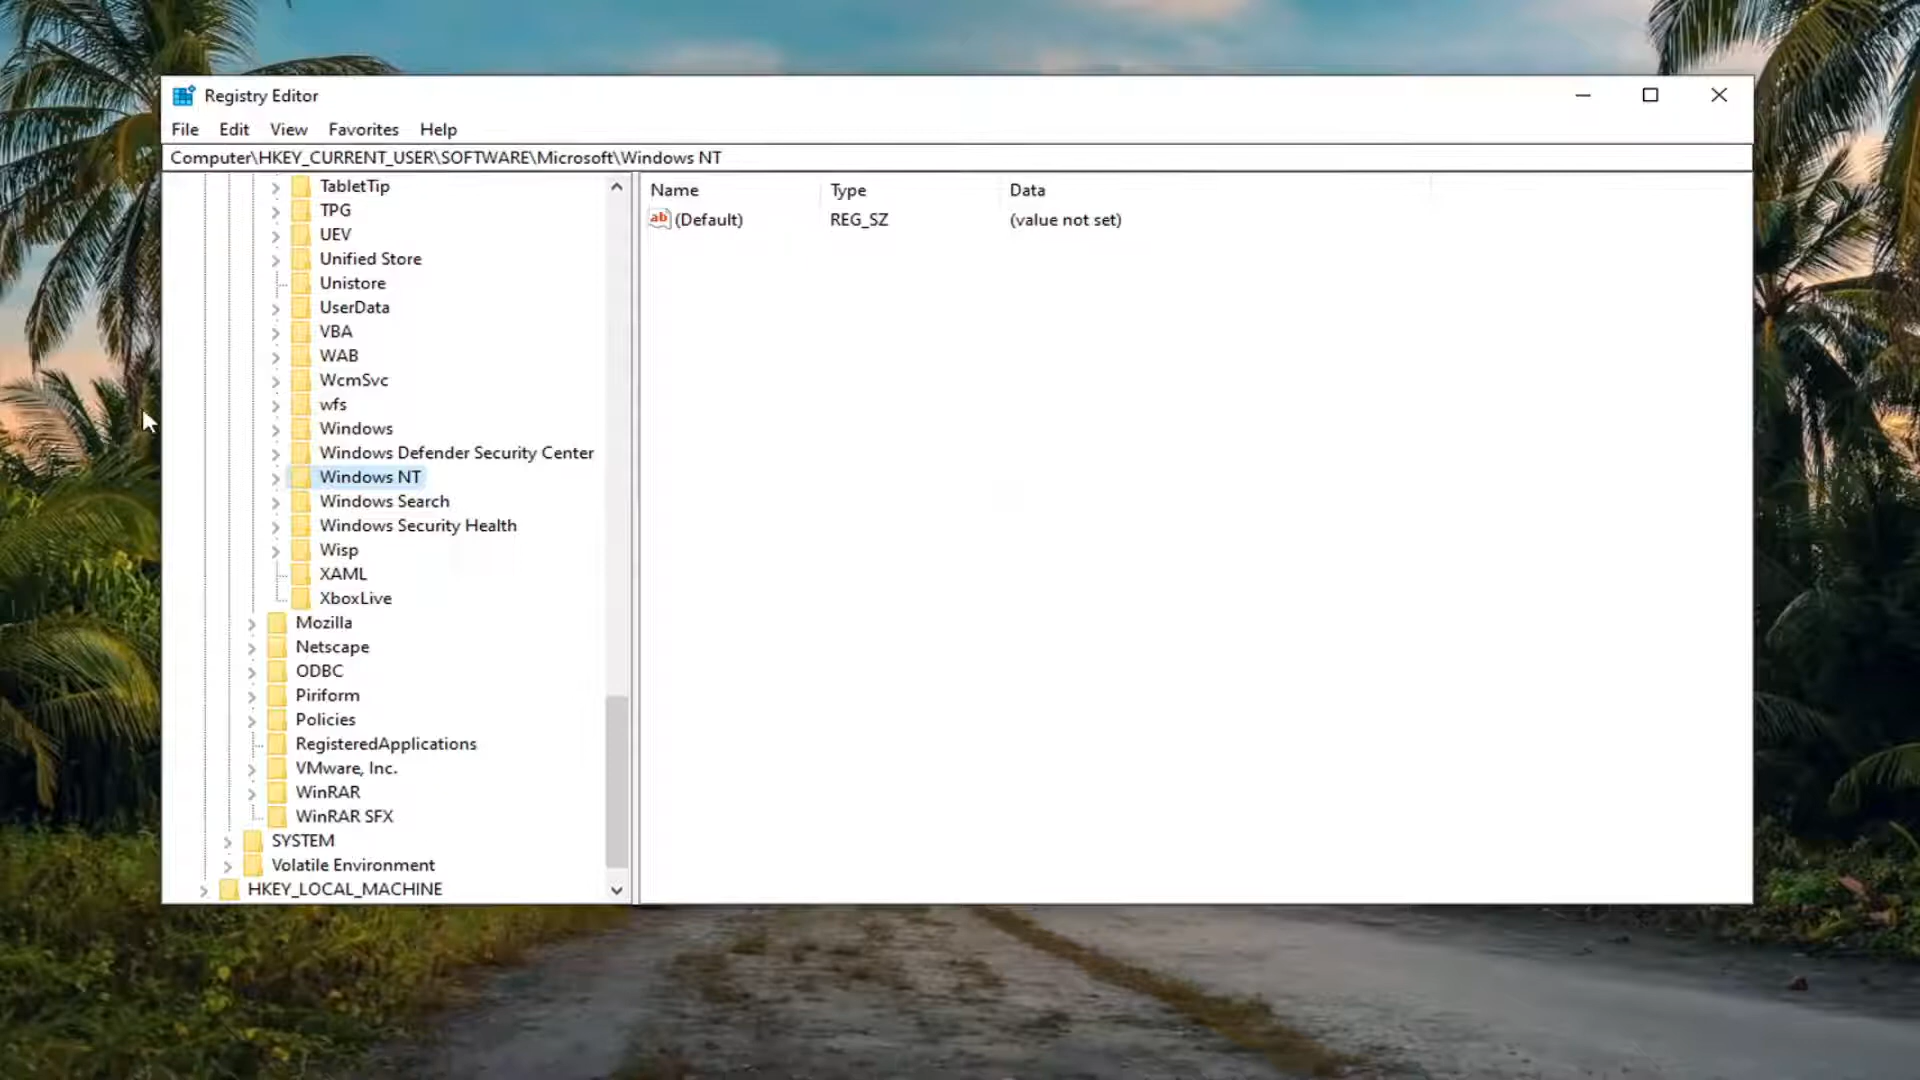 Registry Editor
File Edit View Favorites Help
Computer\HKEY_CURRENT_USER\SOFTWARE\Microsoft\Windows NT
TabletTip
TPG
UEV
Unified Store
Unistore
UserData
VBA
WAB
WcmSvc
wfs
Windows
Windows Defender Security Center
Windows NT
Windows Search
Windows Security Health
Wisp
XAML
XboxLive
Mozilla
Netscape
ODBC
Piriform
Policies
RegisteredApplications
VMware, Inc.
WinRAR
WinRAR SFX
SYSTEM
Volatile Environment
HKEY_LOCAL_MACHINE
Name Type Data
ab (Default) REG_SZ (value not set)